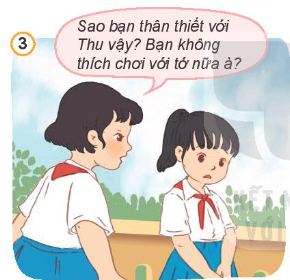 3
Sao bạn thân thiết với
Thu vậy? Bạn không
thích chơi với tớ nữa à?